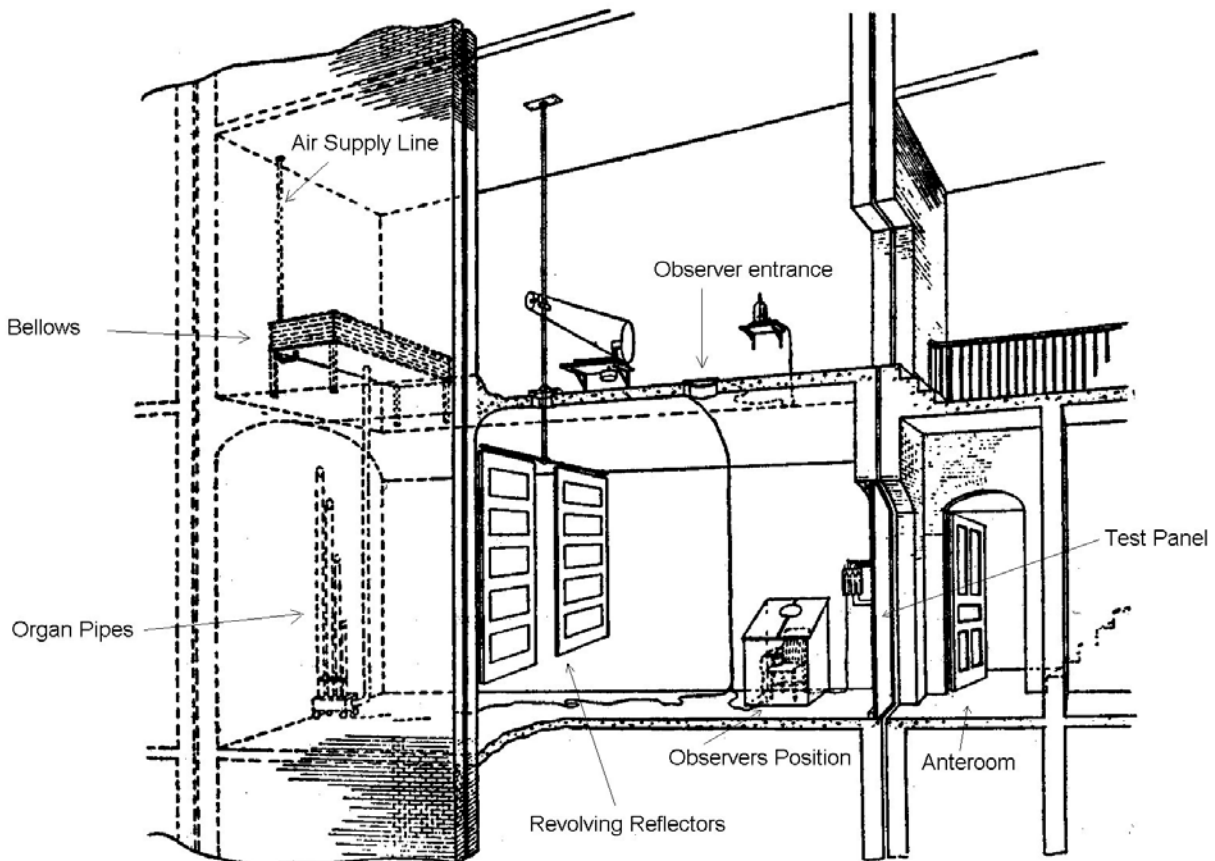 Air Supply Line
Observer entrance
Bellows
Test Panel
Organ Pipes
Observers Position
Anteroom
Revolving Reflectors